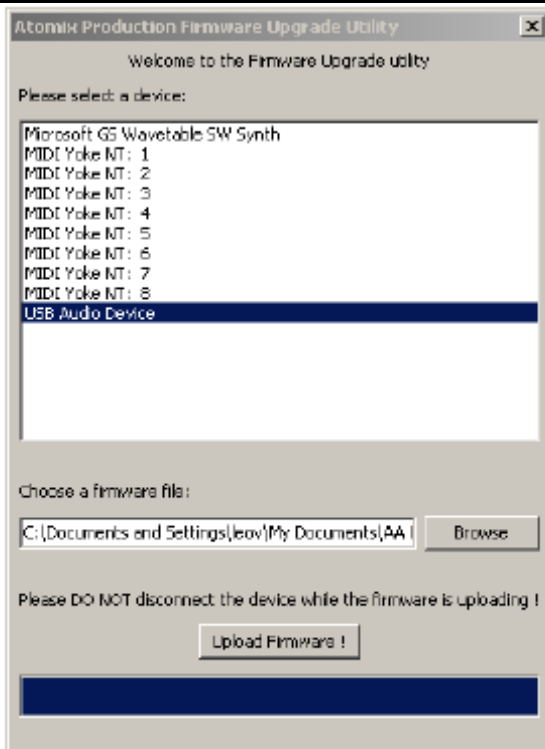 Atomix Production Firmware Upgrade Utility
Welcome to the Firmware Upgrade utility
Please select a device:
Microsoft GS Wavetable SW Synth
MIDI Yoke NT: 1
MIDI Yoke NT: 2
MIDI Yoke NT: 3
MIDI Yoke NT: 4
MIDI Yoke NT: 5
MIDI Yoke NT: 6
MIDI Yoke NT: 7
MIDI Yoke NT: 8
USB Audio Device
Choose a firmware file:
C:\Documents and Settings\leov\My Documents\AA
Browse
Please DO NOT disconnect the device while the firmware is uploading !
Upload Firmware !